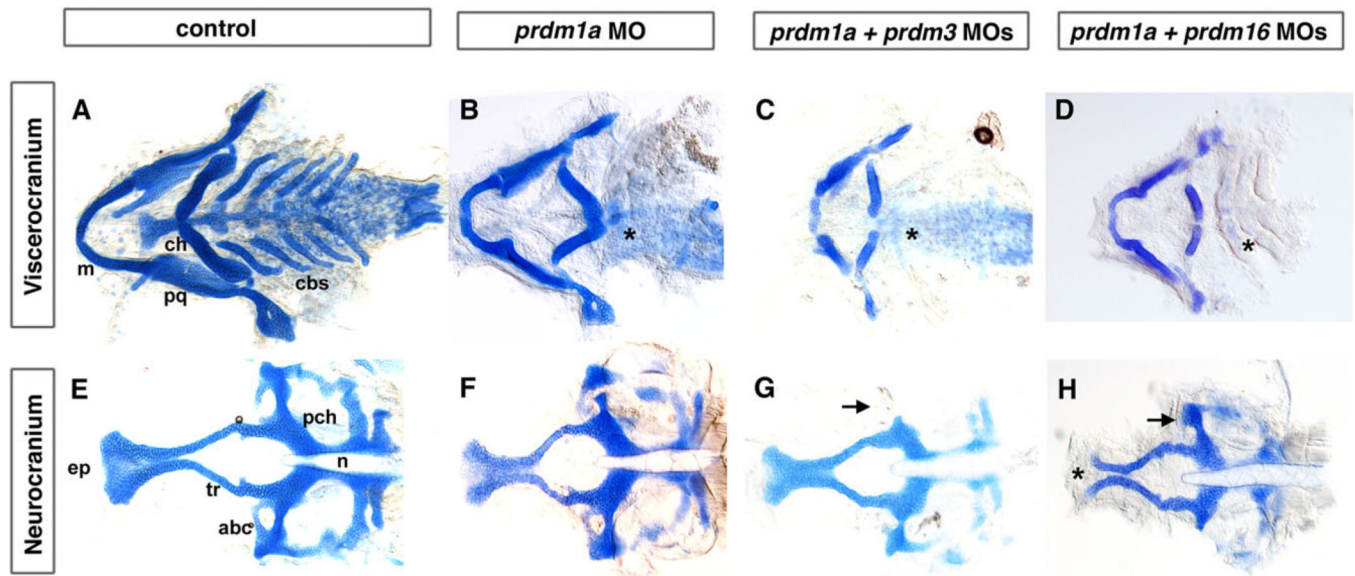 control
prdm1a MO
prdm1a + prdm3 MOs
prdm1a + prdm16 MOs
Viscerocranium
A
ch
m
pq
cbs
B
*
C
*
D
*
Neurocranium
E
pch
ep
n
tr
abc
F
G
H
*